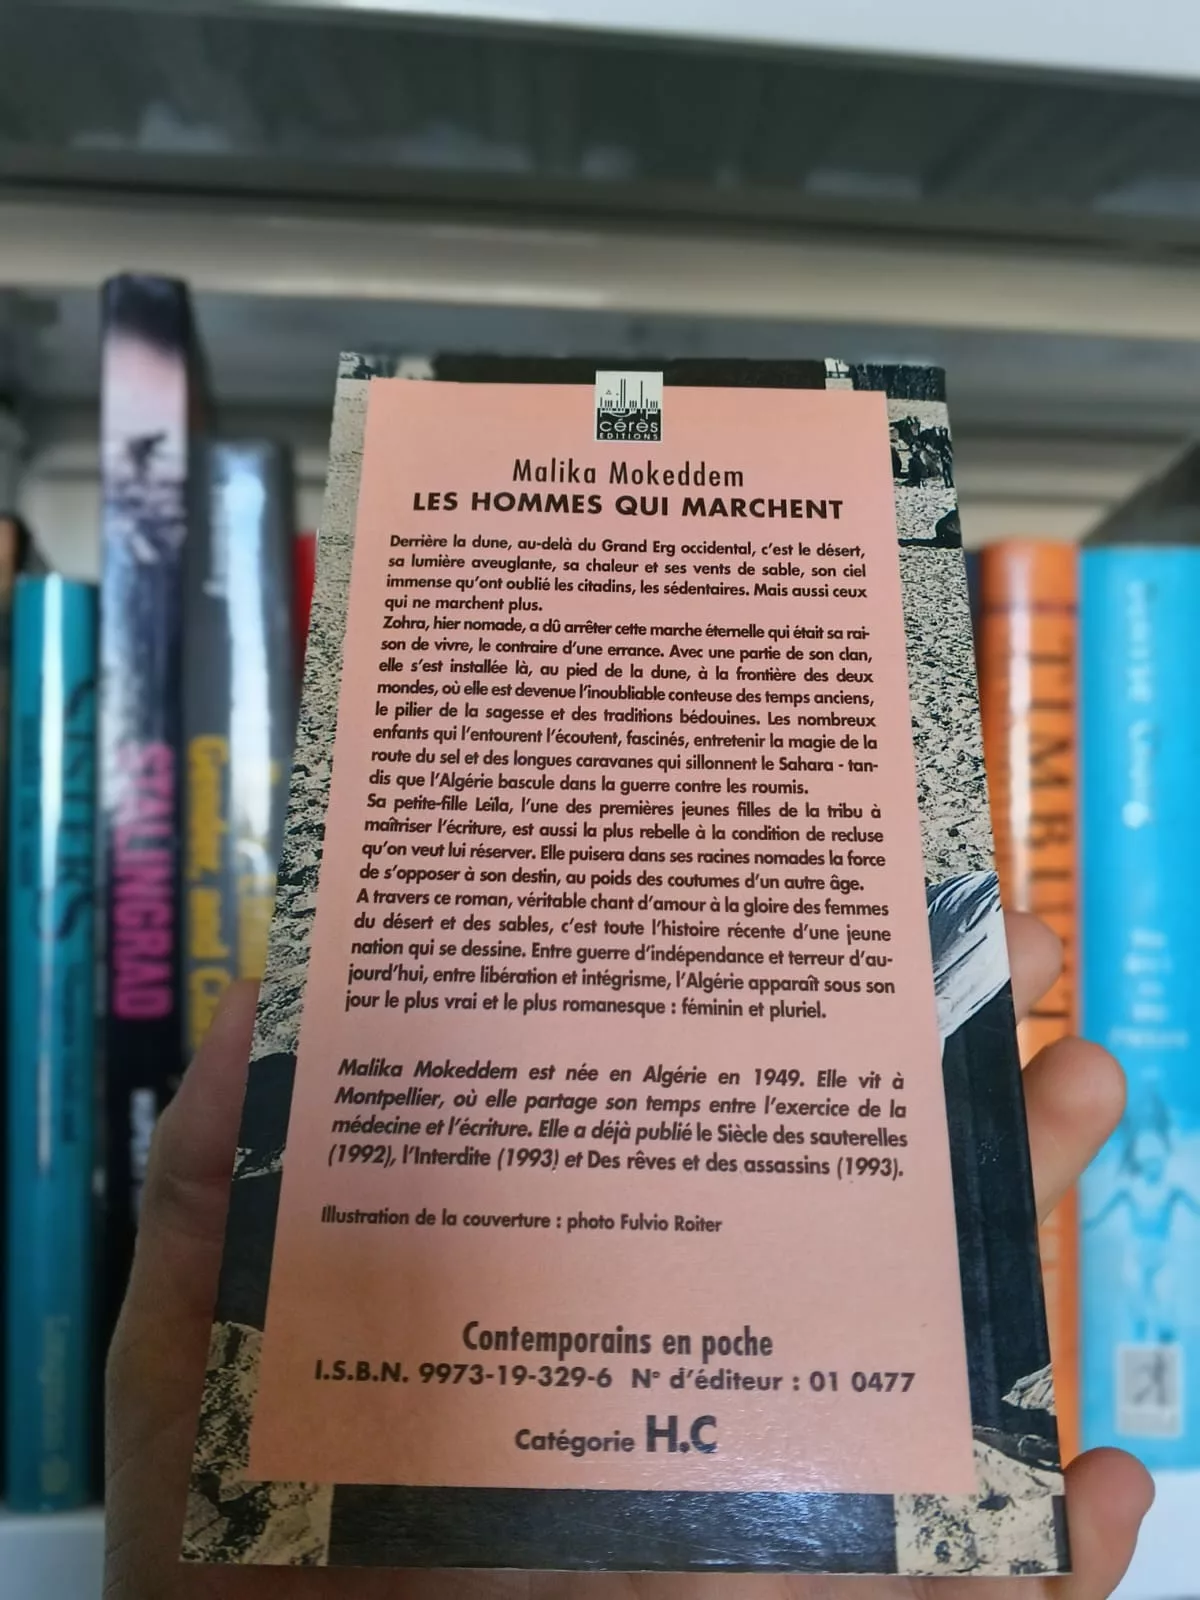 cérès
EDITIONS
Malika Mokeddem
LES HOMMES QUI MARCHENT
Derrière la dune, au-delà du Grand Erg occidental, c'est le désert,
sa lumière aveuglante, sa chaleur et ses vents de sable, son ciel
immense qu'ont oublié les citadins, les sédentaires. Mais aussi ceux
qui ne marchent plus.
Zohra, hier nomade, a dû arrêter cette marche éternelle qui était sa rai-
son de vivre, le contraire d'une errance. Avec une partie de son clan,
elle s'est installée là, au pied de la dune, à la frontière des deux
mondes, où elle est devenue l'inoubliable conteuse des temps anciens,
le pilier de la sagesse et des traditions bédouines. Les nombreux
enfants qui l'entourent l'écoutent, fascinés, entretenir la magie de la
route du sel et des longues caravanes qui sillonnent le Sahara - tan-
dis que l'Algérie bascule dans la guerre contre les roumis.
Sa petite-fille Leïla, l'une des premières jeunes filles de la tribu à
maîtriser l'écriture, est aussi la plus rebelle à la condition de recluse
qu'on veut lui réserver. Elle puisera dans ses racines nomades la force
de s'opposer à son destin, au poids des coutumes d'un autre âge.
A travers ce roman, véritable chant d'amour à la gloire des femmes
du désert et des sables, c'est toute l'histoire récente d'une jeune
nation qui se dessine. Entre guerre d'indépendance et terreur d'au-
jourd'hui, entre libération et intégrisme, l'Algérie apparaît sous son
jour le plus vrai et le plus romanesque : féminin et pluriel.
Malika Mokeddem est née en Algérie en 1949. Elle vit à
Montpellier, où elle partage son temps entre l'exercice de la
médecine et l'écriture. Elle a déjà publié le Siècle des sauterelles
(1992), l'Interdite (1993) et Des rêves et des assassins (1993).
Illustration de la couverture : photo Fulvio Roiter
Contemporains en poche
I.S.B.N. 9973-19-329-6 N° d'éditeur : 01 0477
Catégorie H.C
STALINGRAD
SISTERS